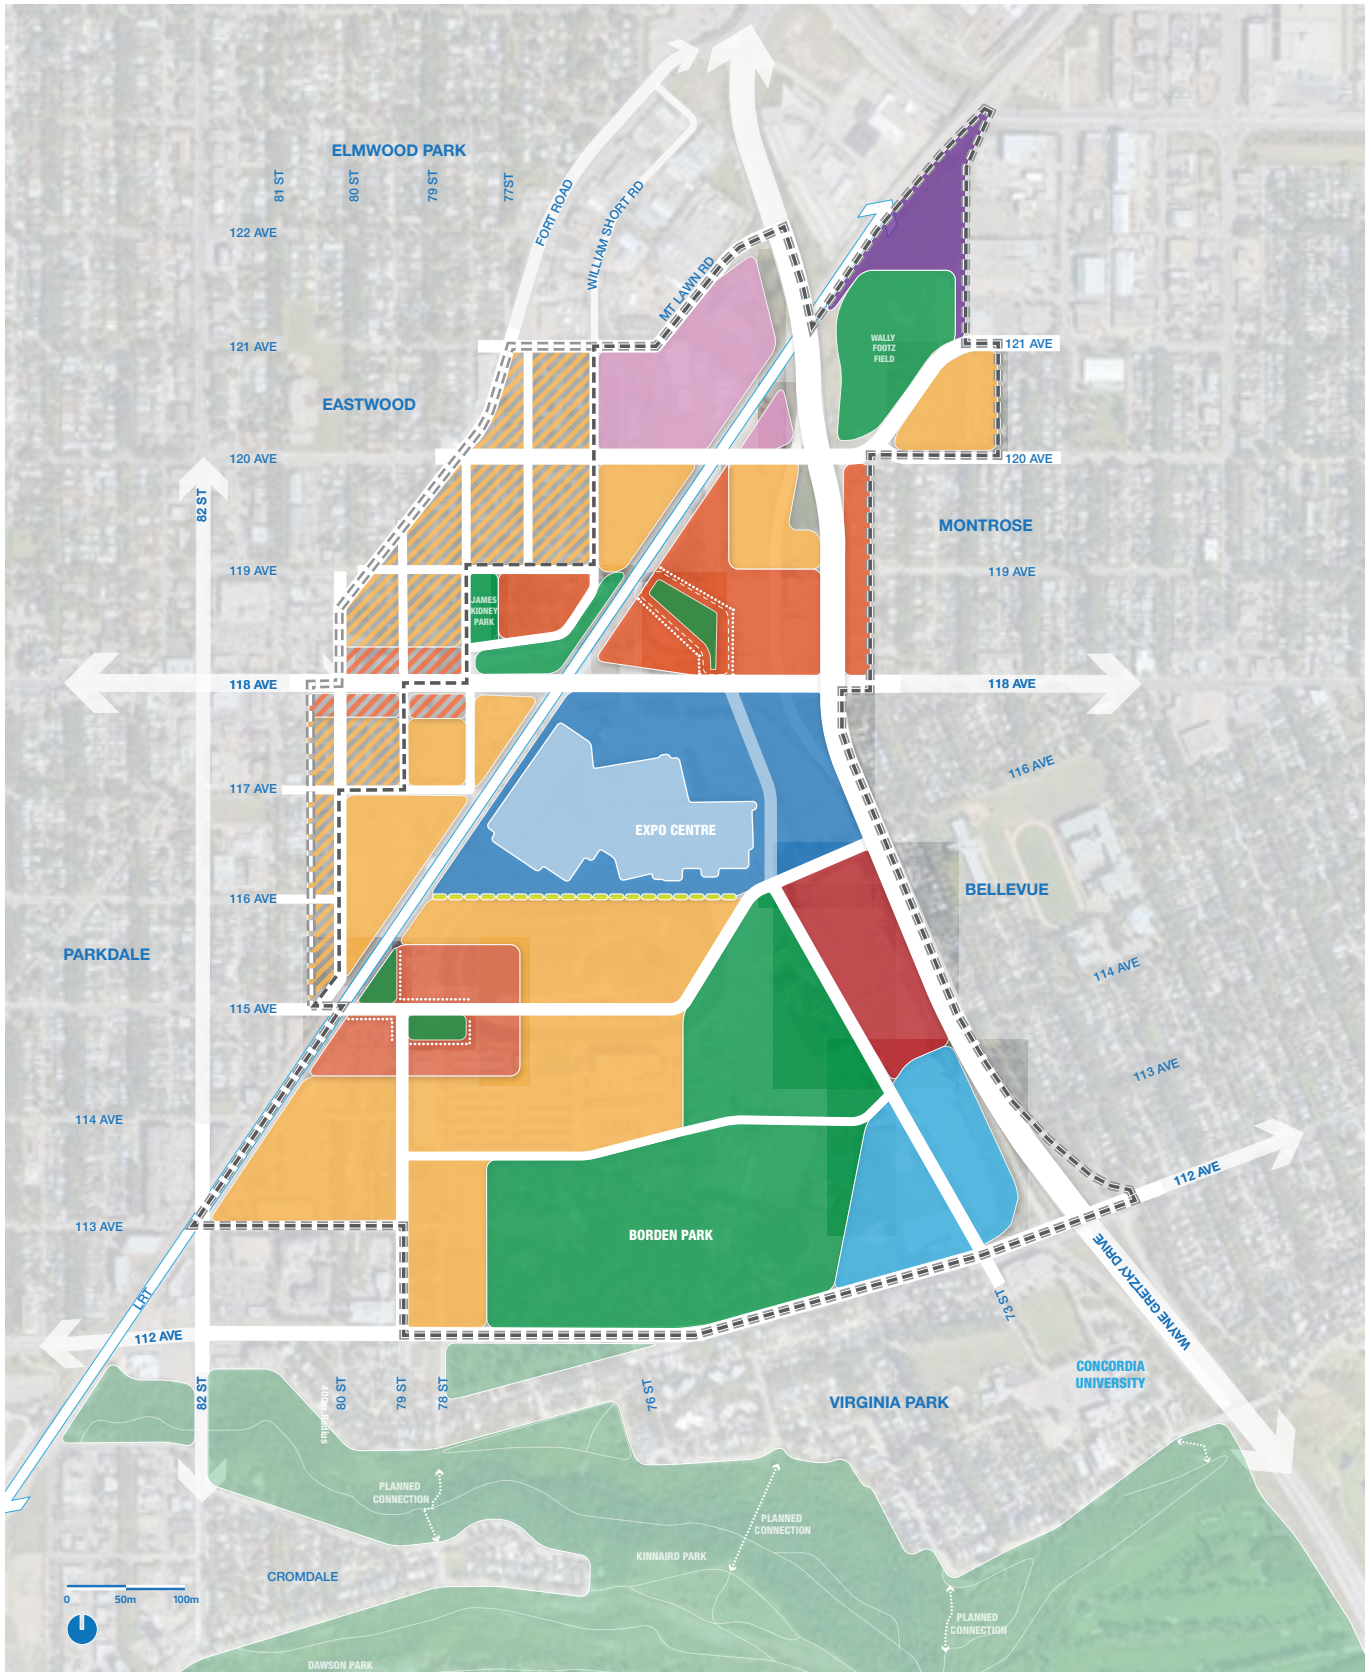 ELMWOOD PARK
81 ST
80 ST
79 ST
77ST
FORT ROAD
WILLIAM SHORT RD
MT LAWN RD
122 AVE
121 AVE
WALLY
FOOTZ
FIELD
121 AVE
EASTWOOD
120 AVE
120 AVE
82 ST
MONTROSE
119 AVE
119 AVE
JAMES
KIDNEY
PARK
118 AVE
118 AVE
116 AVE
117 AVE
EXPO CENTRE
116 AVE
BELLEVUE
PARKDALE
114 AVE
115 AVE
113 AVE
114 AVE
112 AVE
113 AVE
BORDEN PARK
WAYNE GRETZKY DRIVE
LRT
73 ST
112 AVE
CONCORDIA
UNIVERSITY
82 ST
400m radius
80 ST
79 ST
78 ST
76 ST
VIRGINIA PARK
PLANNED
CONNECTION
PLANNED
CONNECTION
KINNAIRD PARK
CROMDALE
0
50m
100m
PLANNED
CONNECTION
DAWSON PARK